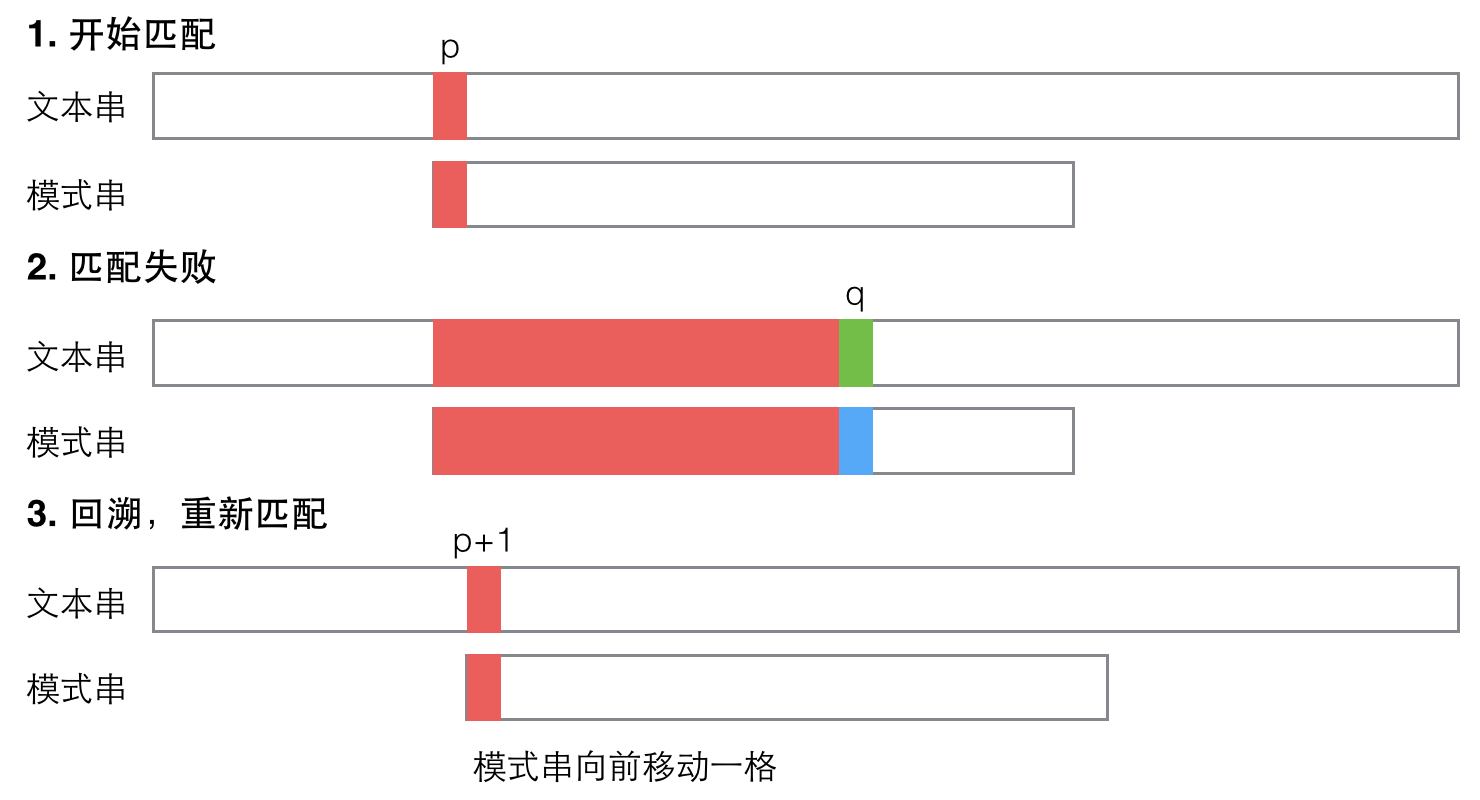 1. 开始匹配
p
文本串
模式串
2. 匹配失败
q
文本串
模式串
3. 回溯，重新匹配
p+1
文本串
模式串
模式串向前移动一格